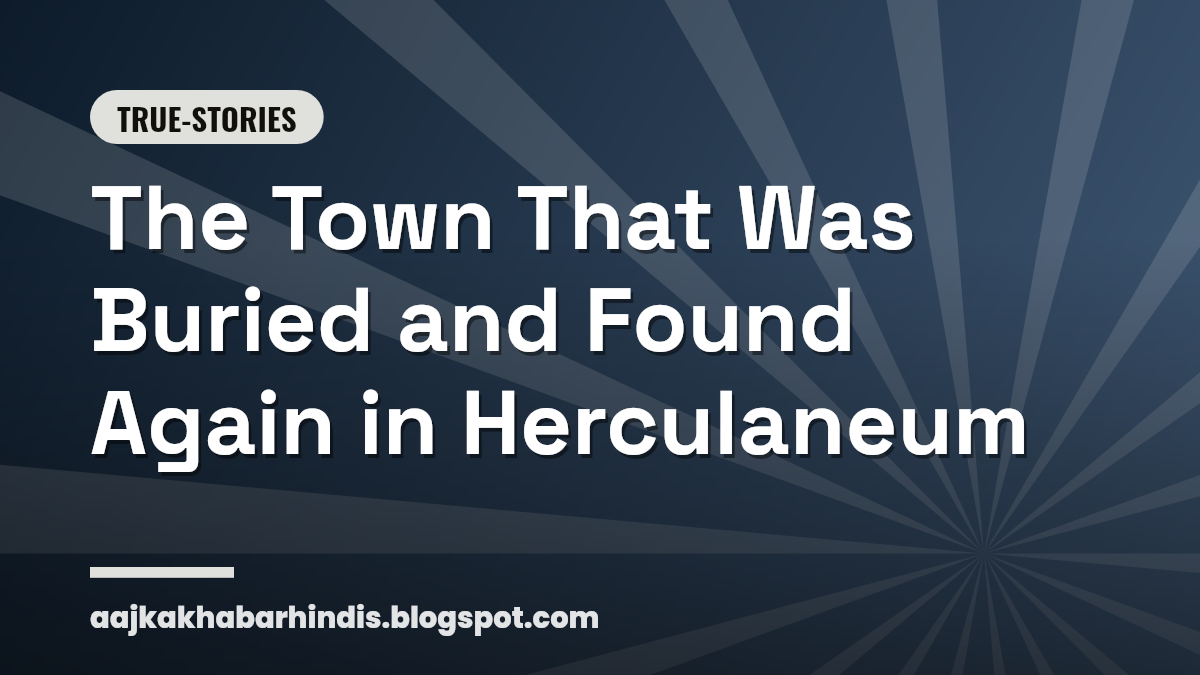 TRUE-STORIES
The Town That Was
Buried and Found
Again in Herculaneum
aajkakhabarhindis.blogspot.com